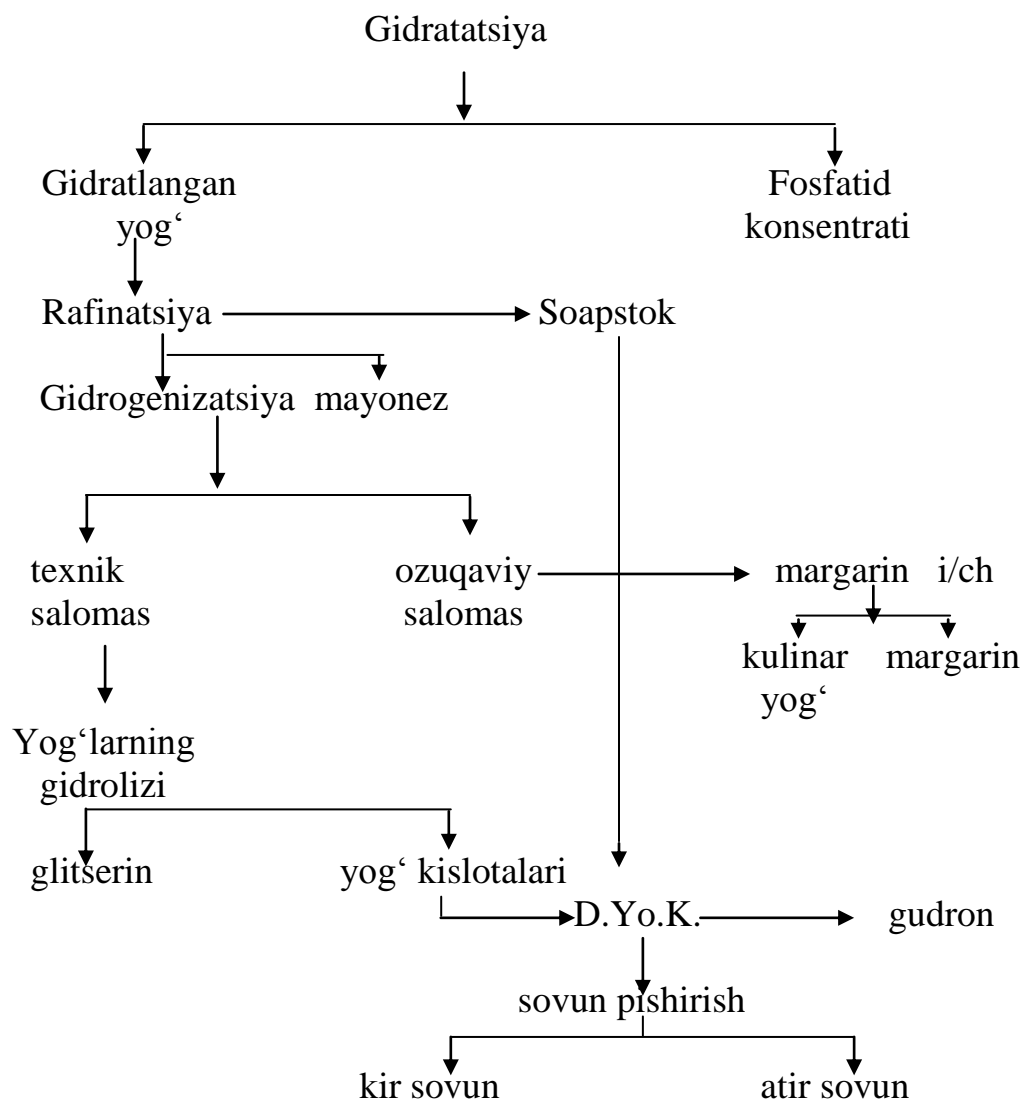 Gidratatsiya
Gidratlangan
yog‘
Fosfatid
konsentrati
Rafinatsiya
Soapstok
Gidrogenizatsiya mayonez
texnik
salomas
ozuqaviy
salomas
margarin i/ch
kulinar
yog‘
margarin
Yog‘larning
gidrolizi
glitserin
yog‘ kislotalari
D.Yo.K.
gudron
sovun pishirish
kir sovun
atir sovun